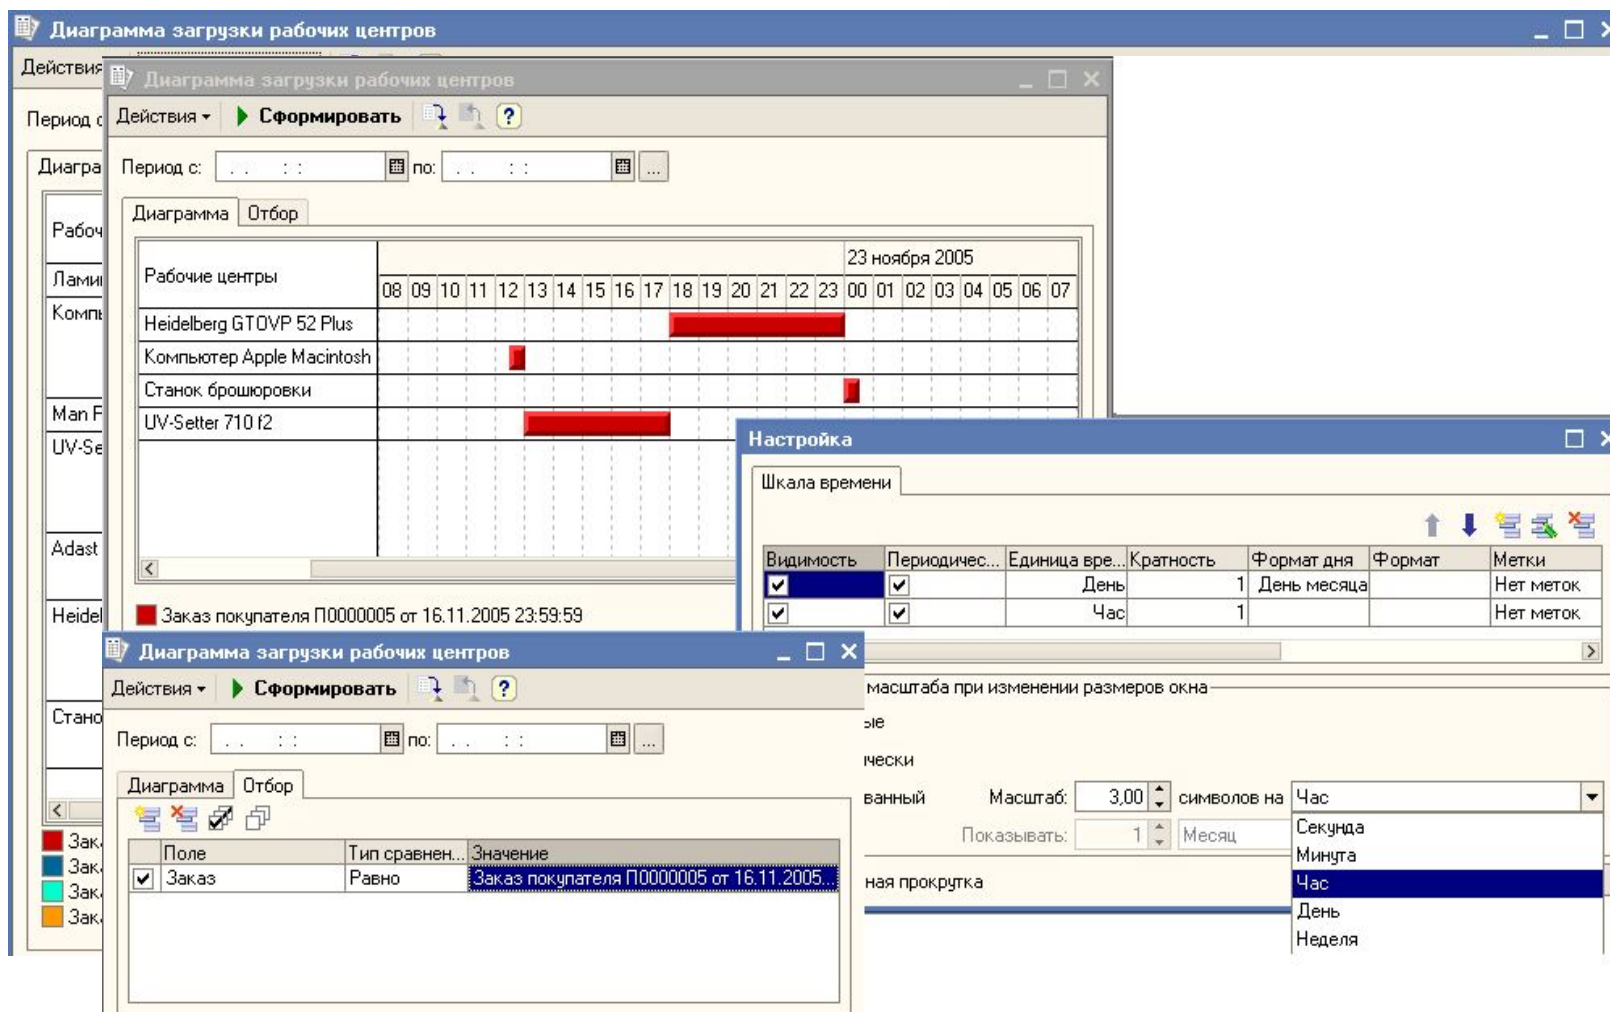 Диаграмма загрузки рабочих центров
Действия
Период с
Диагра
Рабоч
Лами
Комп
Man F
UV-Se
Adast
Heidel
Стано
Зак
Зак
Зак
Зак
Диаграмма загрузки рабочих центров
Действия Сформировать
Период с: . . : : по: . . : : ...
Диаграмма Отбор
Рабочие центры 23 ноября 2005
08 09 10 11 12 13 14 15 16 17 18 19 20 21 22 23 00 01 02 03 04 05 06 07
Heidelberg GTOVP 52 Plus
Компьютер Apple Macintosh
Станок брошюровки
UV-Setter 710 f2
Заказ покупателя П0000005 от 16.11.2005 23:59:59
Настройка
Шкала времени
Видимость Периодичес... Единица вре... Кратность Формат дня Формат Метки
День 1 День месяца Нет меток
Час 1 Нет меток
масштаба при изменении размеров окна
ые
чески
ванный Масштаб: 3,00 символов на Час
Показывать: 1 Месяц
ная прокрутка
Секунда
Минута
Час
День
Неделя
Диаграмма загрузки рабочих центров
Действия Сформировать ?
Период с: . . : : по: . . : : ...
Диаграмма Отбор
Поле Тип сравнен... Значение
Заказ Равно Заказ покупателя П0000005 от 16.11.2005...